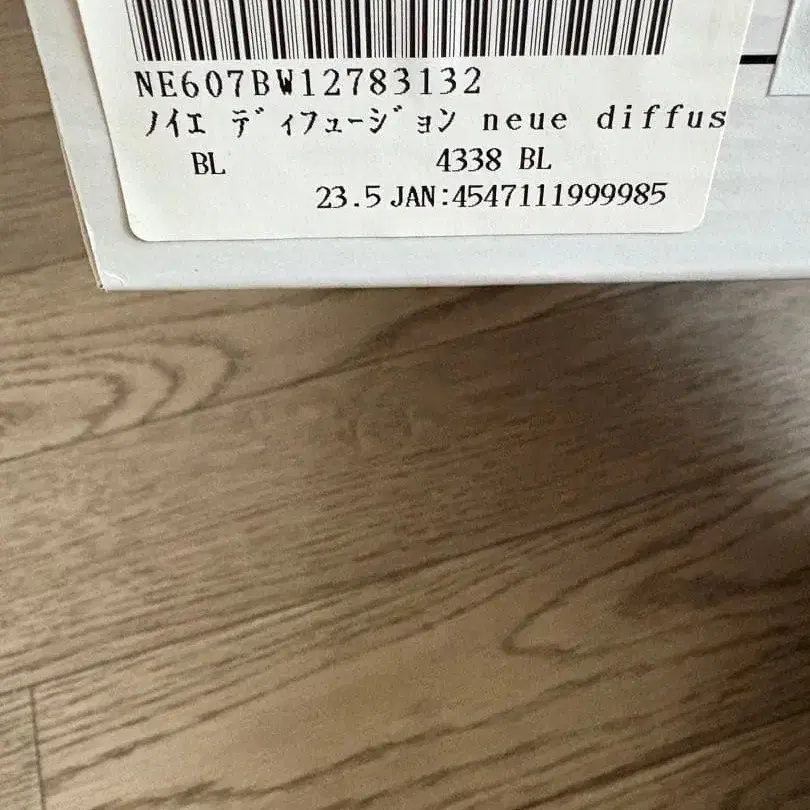 NE607BW12783132
ﾉｲｴ ﾃﾞｨﾌｭｰｼﾞｮﾝ neue diffus
BL 4338 BL
23.5 JAN:4547111999985